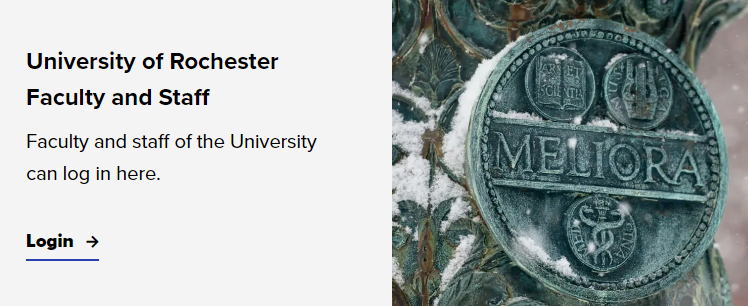 University of Rochester
Faculty and Staff
Faculty and staff of the University
can log in here.
Login →
MELIORA